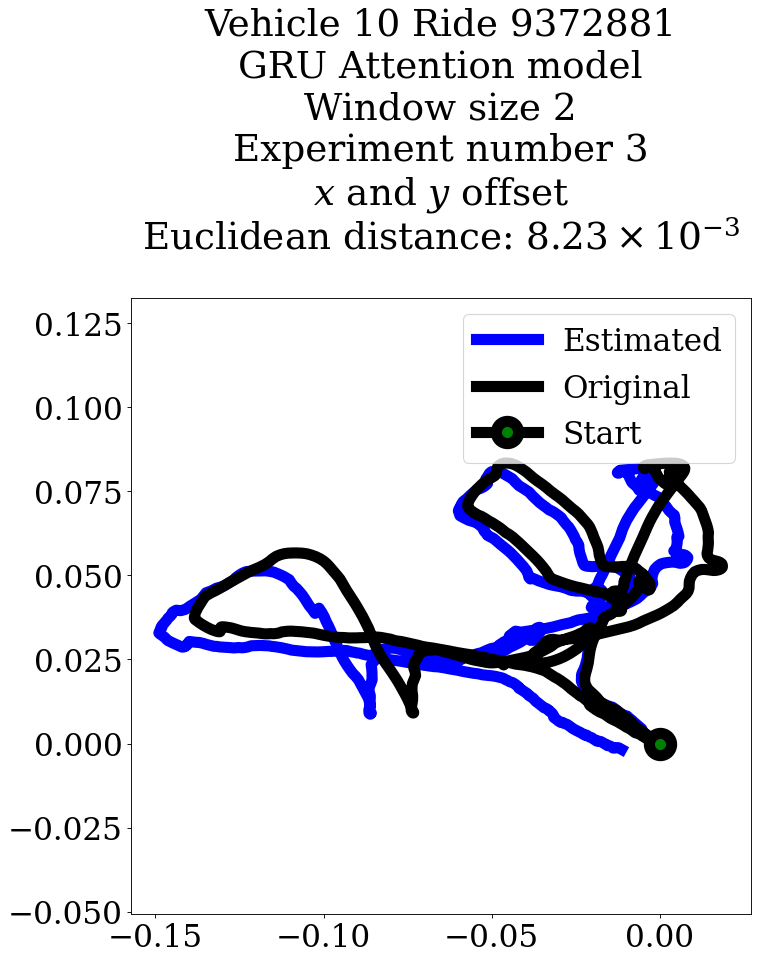 Vehicle 10 Ride 9372881
GRU Attention model
Window size 2
Experiment number 3
x and y offset
Euclidean distance: 8.23 × 10⁻³
Estimated
Original
Start
0.125
0.100
0.075
0.050
0.025
0.000
−0.025
−0.050
−0.15
−0.10
−0.05
0.00